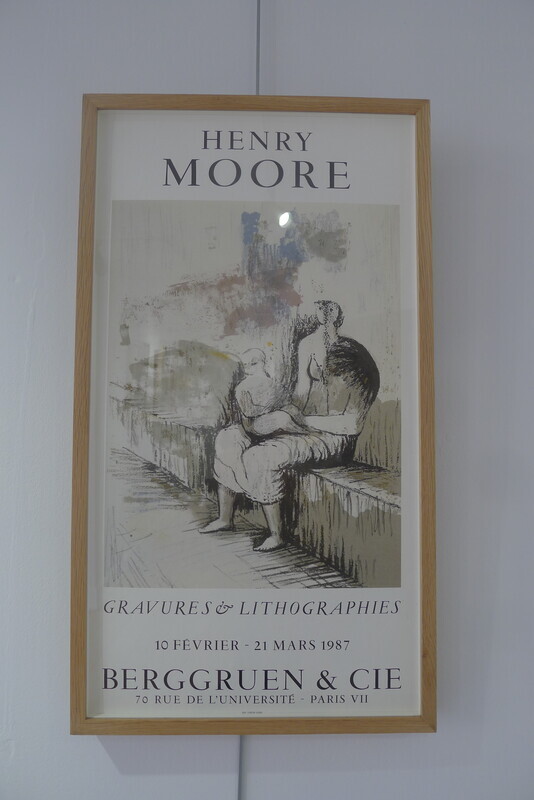 HENRY
MOORE
GRAVURES & LITHOGRAPHIES
10 FÉVRIER - 21 MARS 1987
BERGGRUEN & CIE
70 RUE DE L'UNIVERSITÉ - PARIS VII